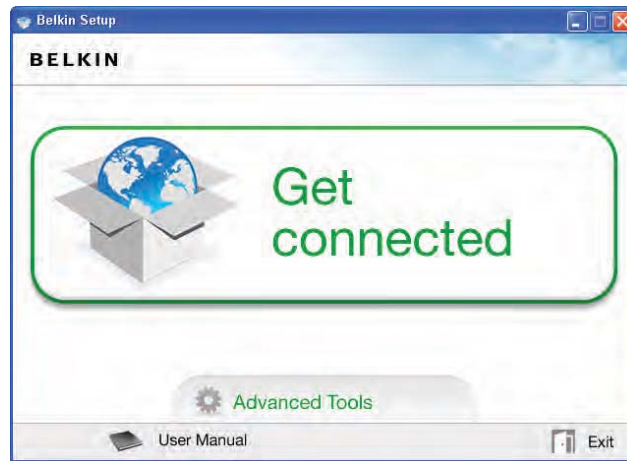 Belkin Setup
BELKIN
Get
connected
Advanced Tools
User Manual
Exit